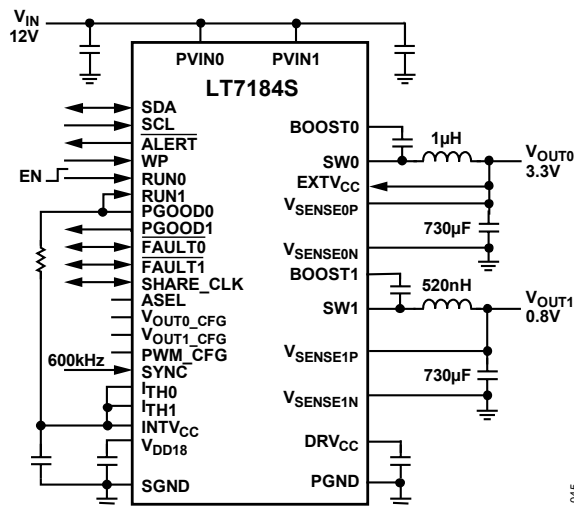 VIN
12V
PVIN0 PVIN1
LT7184S
SDA
SCL
ALERT
WP
EN
RUN0
RUN1
PGOOD0
PGOOD1
FAULT0
FAULT1
SHARE_CLK
ASEL
VOUT0_CFG
VOUT1_CFG
PWM_CFG
600kHz
SYNC
ITH0
ITH1
INTVCC
VDD18
SGND
BOOST0
1µH
SW0
VOUT0
3.3V
EXTVCC
VSENSE0P
730µF
VSENSE0N
BOOST1
520nH
SW1
VOUT1
0.8V
VSENSE1P
730µF
VSENSE1N
DRVCC
PGND
045